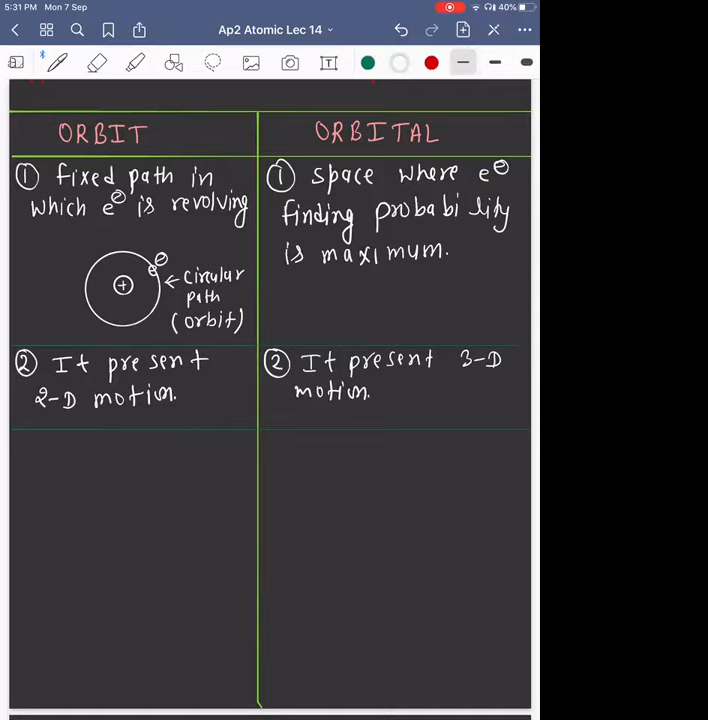 5:31 PM Mon 7 Sep
40%
Ap2 Atomic Lec 14
T
ORBIT
① fixed path in
which e⊖ is revolving
⊖
+
← circular
path
(orbit)
② It present
2-D motion.
ORBITAL
① space where e⊖
finding probability
is maximum.
② It present 3-D
motion.